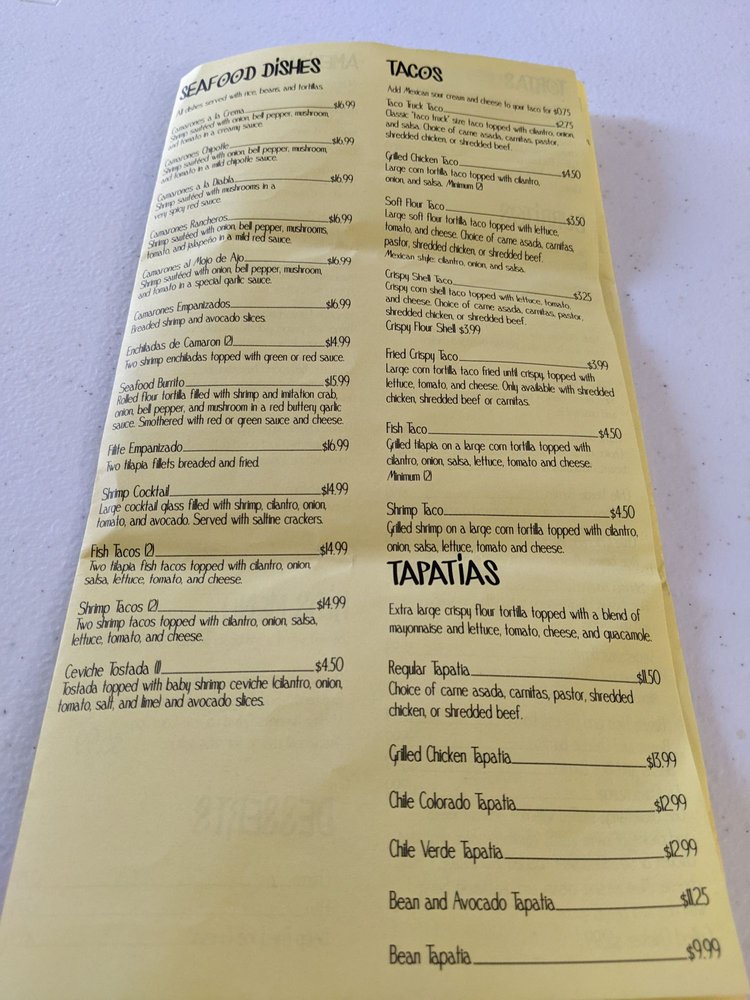 SEAFOOD DISHES
All dishes served with rice, beans, and tortillas.
Camarones a la Crema $16.99
Shrimp sautéed with onion, bell pepper, mushroom,
and tomato in a creamy sauce.
Camarones Chipotle $16.99
Shrimp sautéed with onion, bell pepper, mushroom,
and tomato in a mild chipotle sauce.
Camarones a la Diabla $16.99
Shrimp sautéed with mushrooms in a
very spicy red sauce.
Camarones Rancheros $16.99
Shrimp sautéed with onion, bell pepper, mushrooms,
tomato, and jalapeño in a mild red sauce.
Camarones al Mojo de Ajo $16.99
Shrimp sautéed with onion, bell pepper, mushroom,
and tomato in a special garlic sauce.
Camarones Empanizados $16.99
Breaded shrimp and avocado slices.
Enchiladas de Camaron (2) $14.99
Two shrimp enchiladas topped with green or red sauce.
Seafood Burrito $15.99
Rolled flour tortilla filled with shrimp and imitation crab,
onion, bell pepper, and mushroom in a red buttery garlic
sauce. Smothered with red or green sauce and cheese.
Filite Empanizado $16.99
Two tilapia fillets breaded and fried.
Shrimp Cocktail $14.99
Large cocktail glass filled with shrimp, cilantro, onion,
tomato, and avocado. Served with saltine crackers.
Fish Tacos (2) $14.99
Two tilapia fish tacos topped with cilantro, onion,
salsa, lettuce, tomato, and cheese.
Shrimp Tacos (2) $14.99
Two shrimp tacos topped with cilantro, onion, salsa,
lettuce, tomato, and cheese.
Ceviche Tostada (1) $4.50
Tostada topped with baby shrimp ceviche (cilantro, onion,
tomato, salt, and lime) and avocado slices.
TACOS
Add Mexican sour cream and cheese to your taco for $0.75
Taco Truck Taco $2.75
Classic "taco truck" size taco topped with cilantro, onion,
and salsa. Choice of carne asada, carnitas, pastor,
shredded chicken, or shredded beef.
Grilled Chicken Taco $4.50
Large corn tortilla taco topped with cilantro,
onion, and salsa. Minimum (2)
Soft Flour Taco $3.50
Large soft flour tortilla taco topped with lettuce,
tomato, and cheese. Choice of carne asada, carnitas,
pastor, shredded chicken, or shredded beef.
Mexican style: cilantro, onion, and salsa.
Crispy Shell Taco $3.25
Crispy corn shell taco topped with lettuce, tomato,
and cheese. Choice of carne asada, carnitas, pastor,
shredded chicken, or shredded beef.
Crispy Flour Shell $3.99
Fried Crispy Taco $3.99
Large corn tortilla taco fried until crispy, topped with
lettuce, tomato, and cheese. Only available with shredded
chicken, shredded beef or carnitas.
Fish Taco $4.50
Grilled tilapia on a large corn tortilla topped with
cilantro, onion, salsa, lettuce, tomato and cheese.
Minimum (2)
Shrimp Taco $4.50
Grilled shrimp on a large corn tortilla topped with cilantro,
onion, salsa, lettuce, tomato and cheese.
TAPATIAS
Extra large crispy flour tortilla topped with a blend of
mayonnaise and lettuce, tomato, cheese, and guacamole.
Regular Tapatia $11.50
Choice of carne asada, carnitas, pastor, shredded
chicken, or shredded beef.
Grilled Chicken Tapatia $13.99
Chile Colorado Tapatia $12.99
Chile Verde Tapatia $12.99
Bean and Avocado Tapatia $11.25
Bean Tapatia $9.99